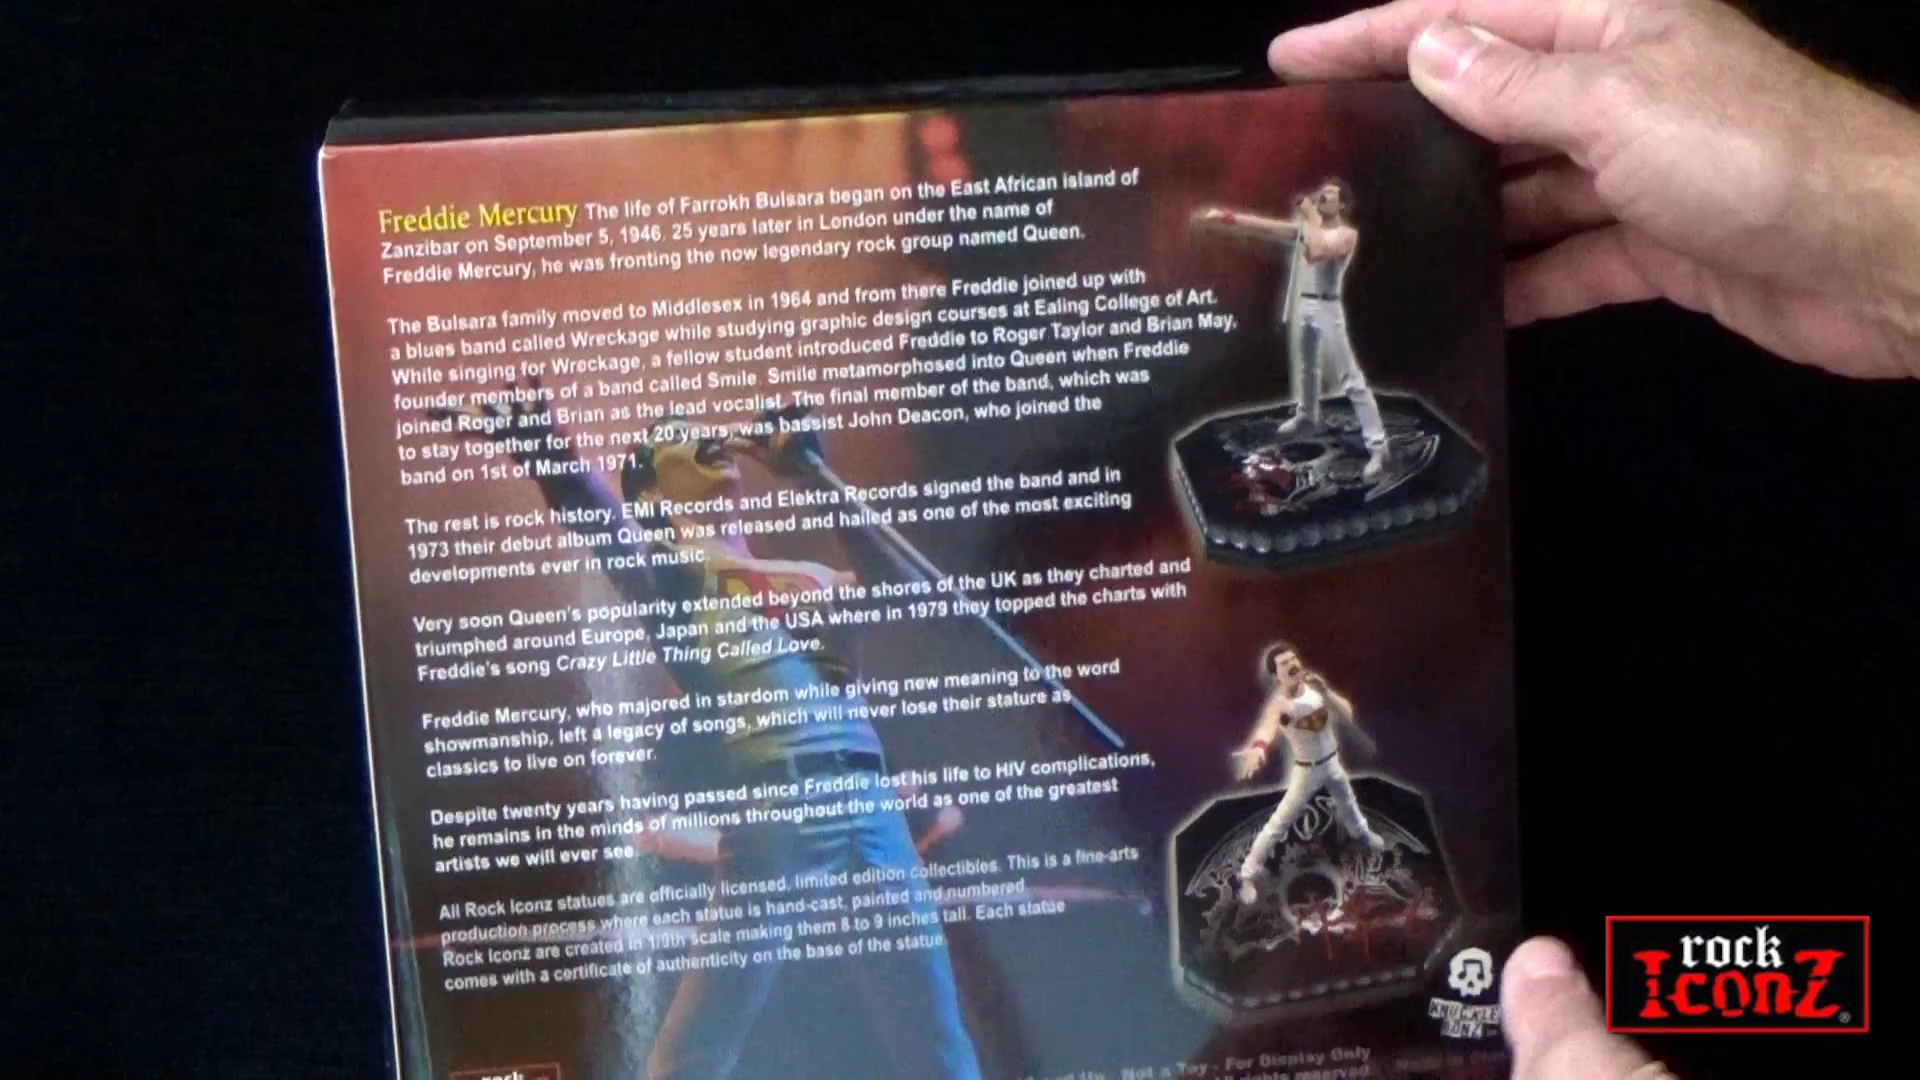 Freddie Mercury The life of Farrokh Bulsara began on the East African island of
Zanzibar on September 5, 1946. 25 years later in London under the name of
Freddie Mercury, he was fronting the now legendary rock group named Queen.
The Bulsara family moved to Middlesex in 1964 and from there Freddie joined up with
a blues band called Wreckage while studying graphic design courses at Ealing College of Art.
While singing for Wreckage, a fellow student introduced Freddie to Roger Taylor and Brian May,
founder members of a band called Smile. Smile metamorphosed into Queen when Freddie
joined Roger and Brian as the lead vocalist. The final member of the band, which was
to stay together for the next 20 years, was bassist John Deacon, who joined the
band on 1st of March 1971.
The rest is rock history. EMI Records and Elektra Records signed the band and in
1973 their debut album Queen was released and hailed as one of the most exciting
developments ever in rock music
Very soon Queen's popularity extended beyond the shores of the UK as they charted and
triumphed around Europe, Japan and the USA where in 1979 they topped the charts with
Freddie's song Crazy Little Thing Called Love.
Freddie Mercury, who majored in stardom while giving new meaning to the word
showmanship, left a legacy of songs, which will never lose their stature as
classics to live on forever.
Despite twenty years having passed since Freddie lost his life to HIV complications,
he remains in the minds of millions throughout the world as one of the greatest
artists we will ever see.
All Rock Iconz statues are officially licensed, limited edition collectibles. This is a fine-arts
production process where each statue is hand-cast, painted and numbered
Rock Iconz are created in 1/9th scale making them 8 to 9 inches tall. Each statue
comes with a certificate of authenticity on the base of the statue.
KNUCKLE
BONZ
Not a Toy - For Display Only
rights reserved
rock
rock
IconZ®